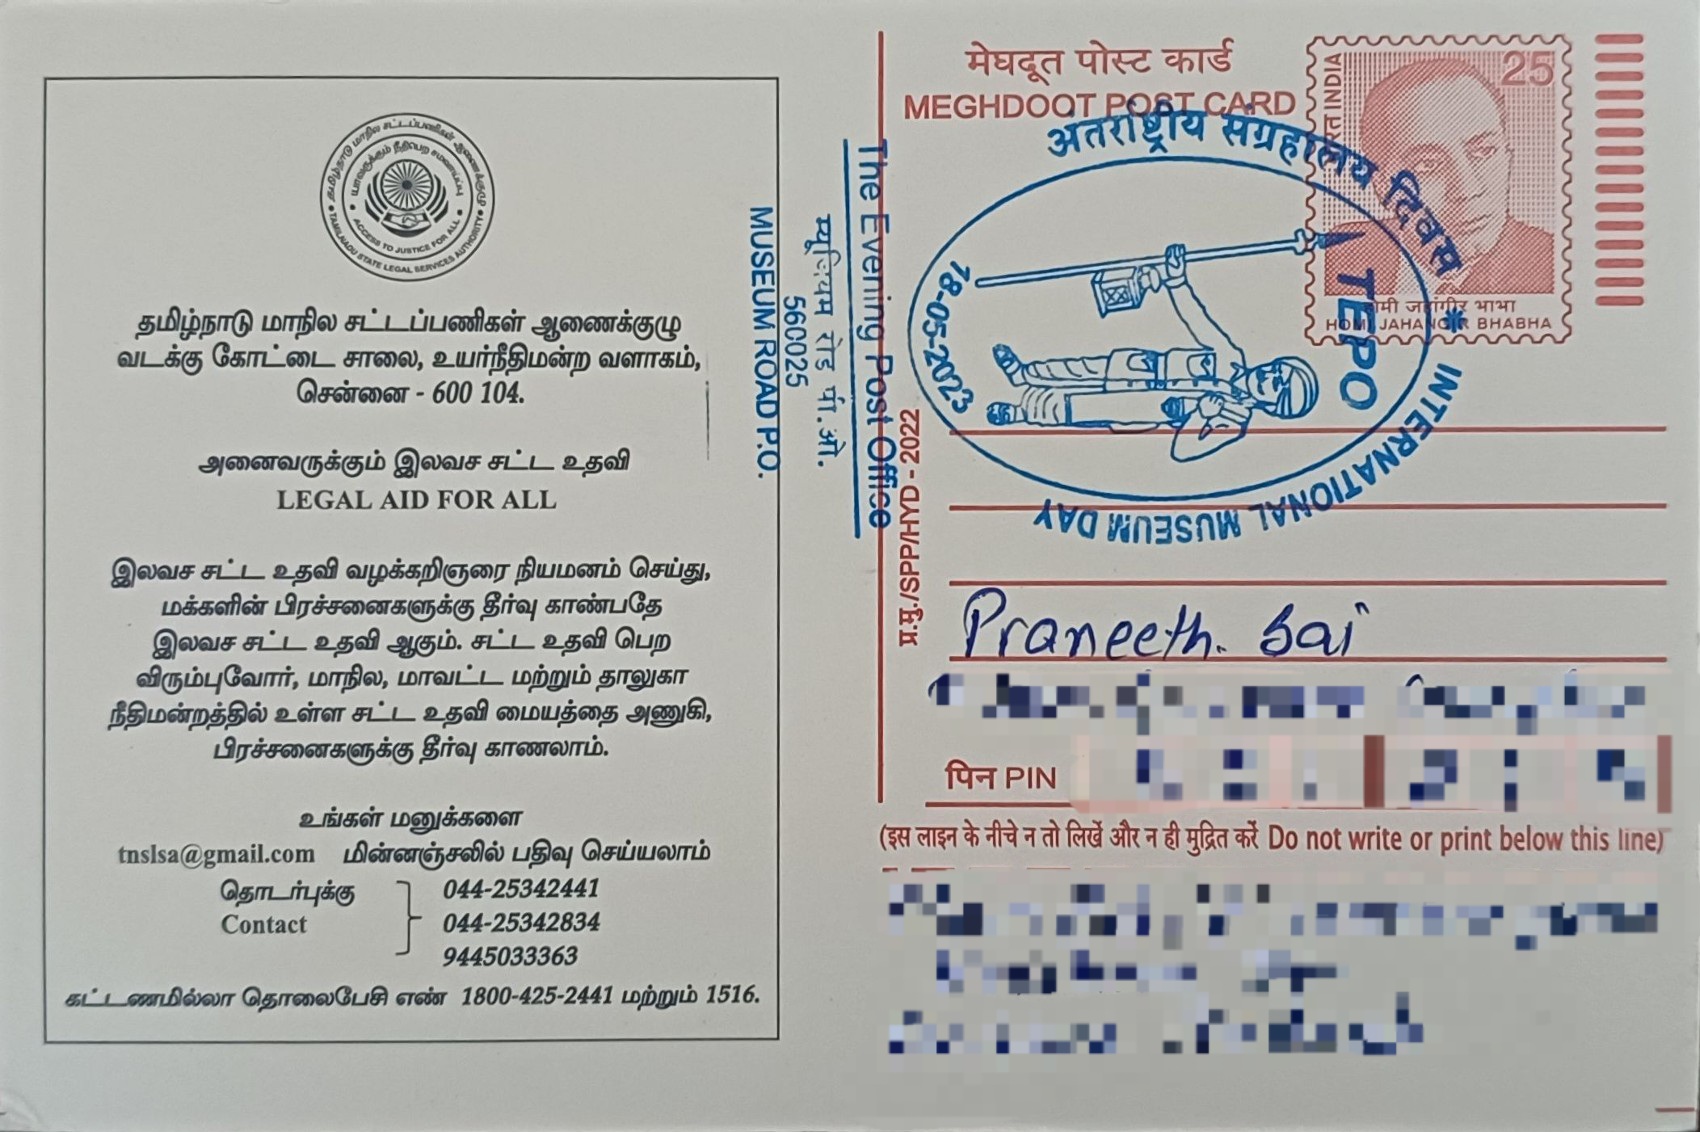 தமிழ்நாடு மாநில சட்டப்பணிகள் ஆணைக்குழு
யாவருக்கும் நீதிபெற சமவாய்ப்பு
ACCESS TO JUSTICE FOR ALL
TAMILNADU STATE LEGAL SERVICES AUTHORITY
தமிழ்நாடு மாநில சட்டப்பணிகள் ஆணைக்குழு
வடக்கு கோட்டை சாலை, உயர்நீதிமன்ற வளாகம்,
சென்னை - 600 104.
அனைவருக்கும் இலவச சட்ட உதவி
LEGAL AID FOR ALL
இலவச சட்ட உதவி வழக்கறிஞரை நியமனம் செய்து,
மக்களின் பிரச்சனைகளுக்கு தீர்வு காண்பதே
இலவச சட்ட உதவி ஆகும். சட்ட உதவி பெற
விரும்புவோர், மாநில, மாவட்ட மற்றும் தாலுகா
நீதிமன்றத்தில் உள்ள சட்ட உதவி மையத்தை அணுகி,
பிரச்சனைகளுக்கு தீர்வு காணலாம்.
உங்கள் மனுக்களை
tnslsa@gmail.com மின்னஞ்சலில் பதிவு செய்யலாம்
தொடர்புக்கு
Contact
044-25342441
044-25342834
9445033363
கட்டணமில்லா தொலைபேசி எண் 1800-425-2441 மற்றும் 1516.
मेघदूत पोस्ट कार्ड
MEGHDOOT POST CARD
25
भारत INDIA
होमी जहांगीर भाभा
HOMI JAHANGIR BHABHA
अंतर्राष्ट्रीय संग्रहालय दिवस
TEPO
18-05-2023
INTERNATIONAL MUSEUM DAY
The Evening Post Office
म्यूज़ियम रोड पी.ओ.
560025
MUSEUM ROAD P.O.
प्र.मु./SPP/HYD - 2022
Praneeth. Sai
पिन PIN
(इस लाइन के नीचे न तो लिखें और न ही मुद्रित करें Do not write or print below this line)